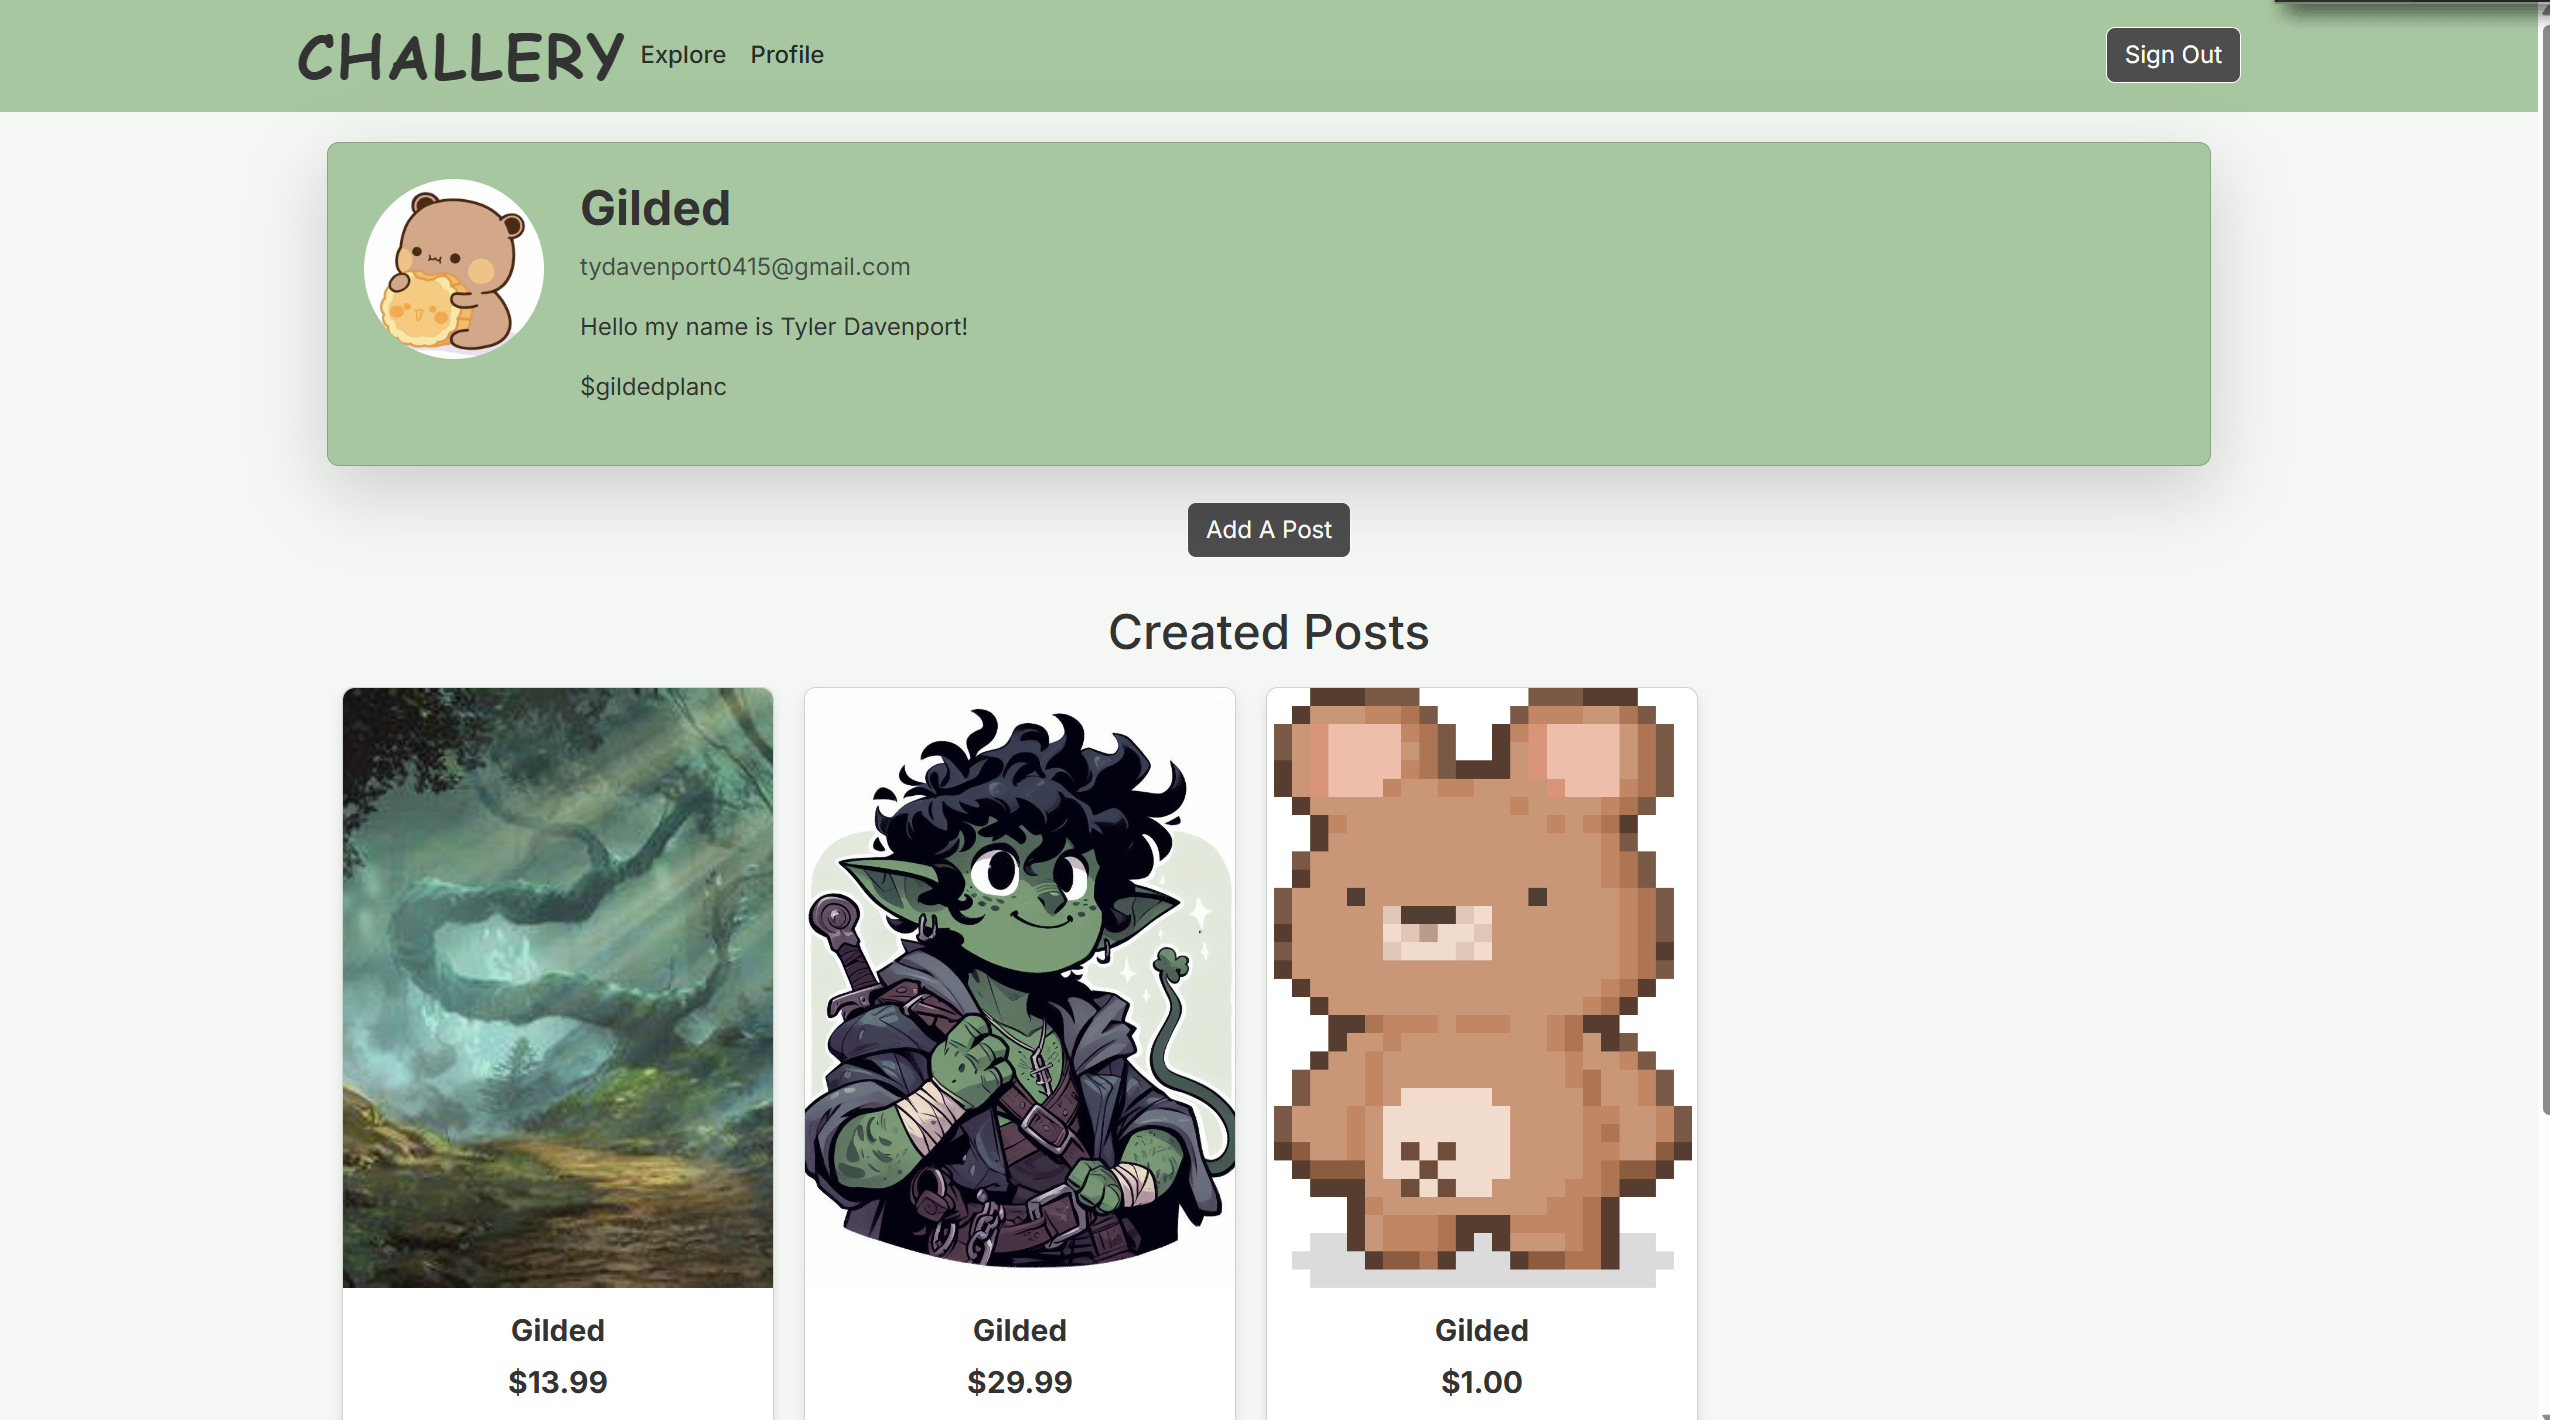 CHALLERY Explore Profile Sign Out
Gilded
tydavenport0415@gmail.com
Hello my name is Tyler Davenport!
$gildedplanc
Add A Post
Created Posts
Gilded Gilded Gilded
$13.99 $29.99 $1.00